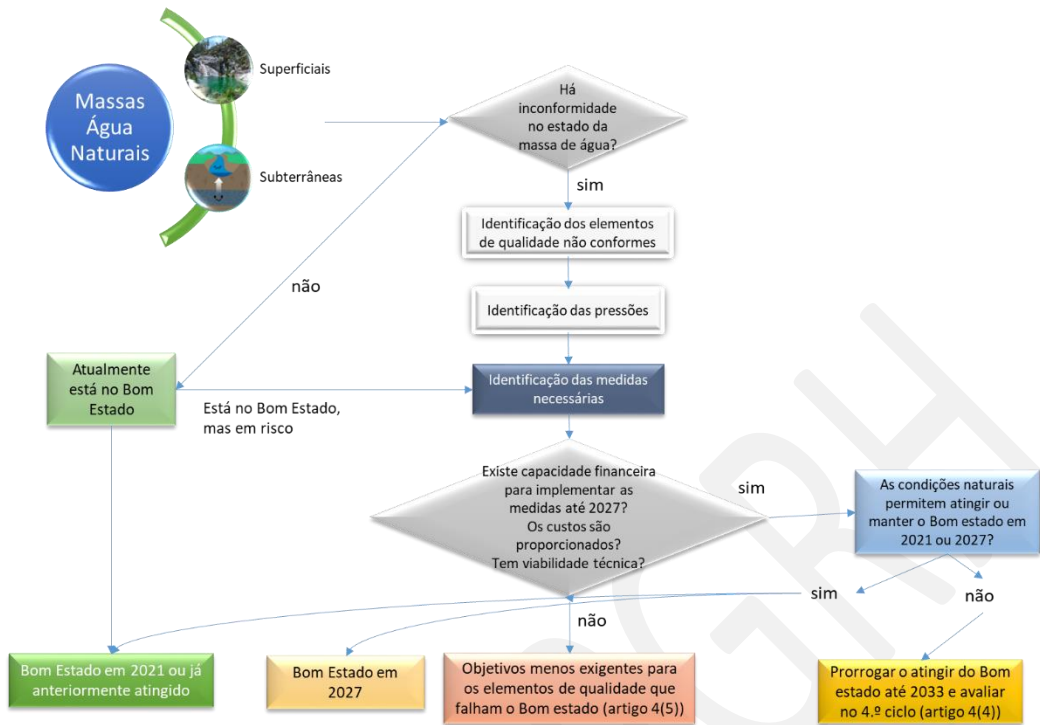 Massas
Água
Naturais
Superficiais
Subterrâneas
Há
inconformidade
no estado da
massa de água?
sim
Identificação dos elementos
de qualidade não conformes
não
Identificação das pressões
Atualmente
está no Bom
Estado
Identificação das medidas
necessárias
Está no Bom Estado,
mas em risco
Existe capacidade financeira
para implementar as
medidas até 2027?
Os custos são
proporcionados?
Tem viabilidade técnica?
sim
As condições naturais
permitem atingir ou
manter o Bom estado em
2021 ou 2027?
sim
não
não
Bom Estado em 2021 ou já
anteriormente atingido
Bom Estado em
2027
Objetivos menos exigentes para
os elementos de qualidade que
falham o Bom estado (artigo 4(5))
Prorrogar o atingir do Bom
estado até 2033 e avaliar
no 4.º ciclo (artigo 4(4))
PGRH